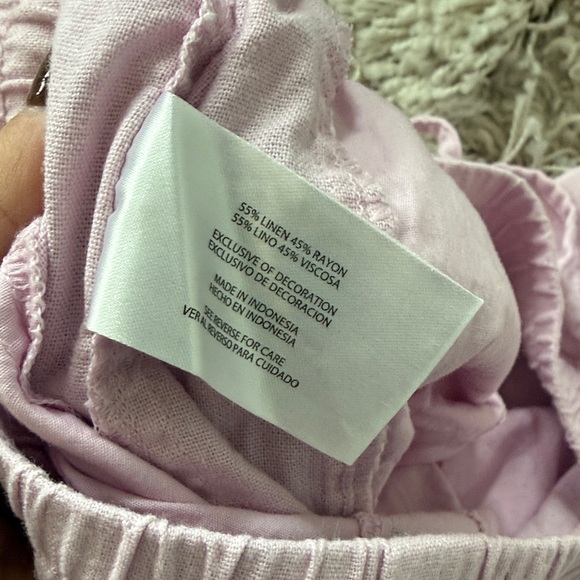 55% LINEN 45% RAYON
55% LINO 45% VISCOSA
EXCLUSIVE OF DECORATION
EXCLUSIVO DE DECORACION
MADE IN INDONESIA
HECHO EN INDONESIA
SEE REVERSE FOR CARE
VER AL REVERSO PARA CUIDADO